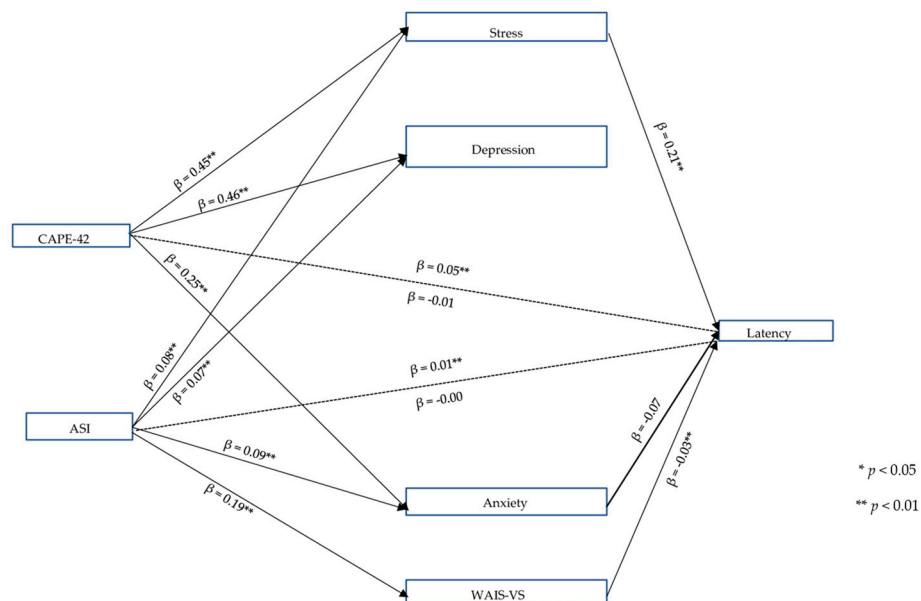 Stress
β = 0.45**
β = 0.21**
Depression
β = 0.46**
CAPE-42
β = 0.25**
β = 0.05**
β = -0.01
Latency
β = 0.08**
β = 0.07**
β = 0.01**
β = -0.00
ASI
β = 0.09**
β = -0.07
β = -0.03**
* p < 0.05
β = 0.19**
Anxiety
** p < 0.01
WAIS-VS